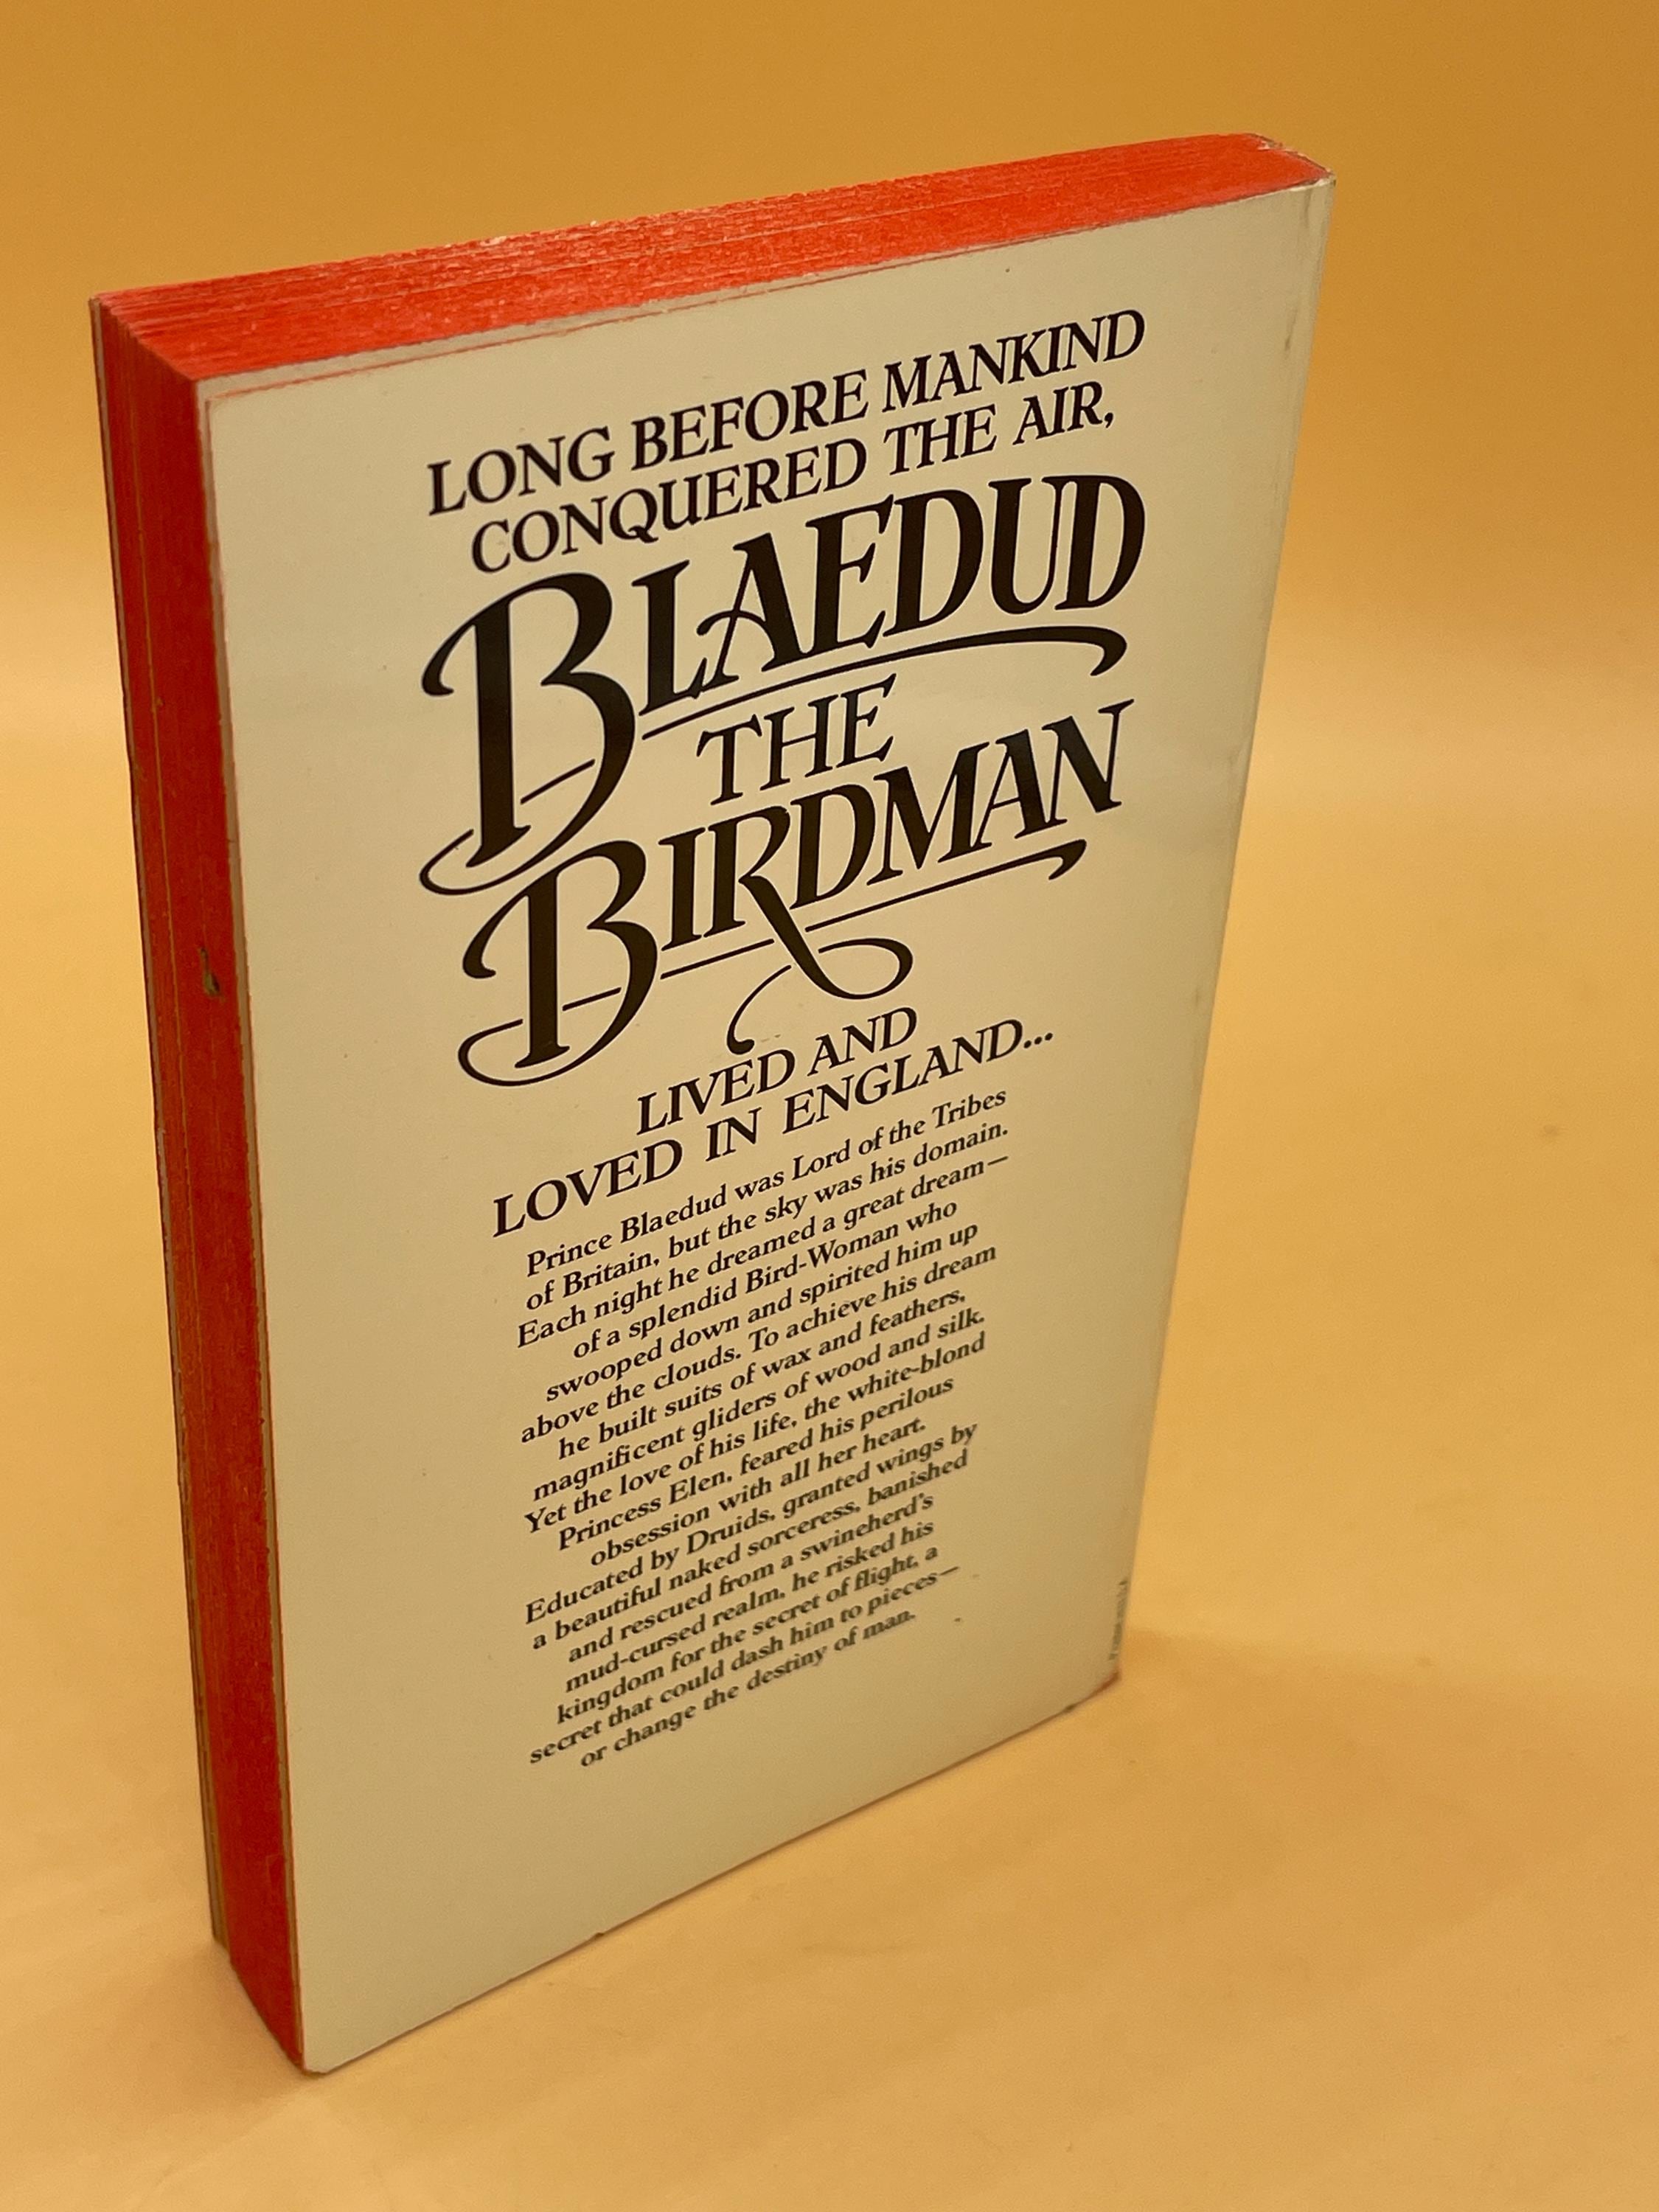 LONG BEFORE MANKIND
CONQUERED THE AIR,
BLAEDUD
THE
BIRDMAN
LIVED AND
LOVED IN ENGLAND...
Prince Blaedud was Lord of the Tribes
of Britain, but the sky was his domain.
Each night he dreamed a great dream—
of a splendid Bird-Woman who
swooped down and spirited him up
above the clouds. To achieve his dream
he built suits of wax and feathers,
magnificent gliders of wood and silk.
Yet the love of his life, the white-blond
Princess Elen, feared his perilous
obsession with all her heart.
Educated by Druids, granted wings by
a beautiful naked sorceress, banished
and rescued from a swineherd's
mud-cursed realm, he risked his
kingdom for the secret of flight, a
secret that could dash him to pieces—
or change the destiny of man.